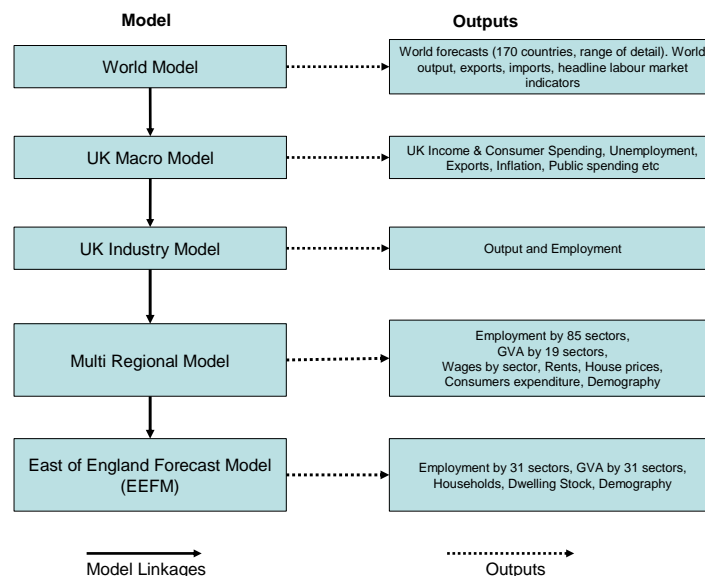 Model
Outputs
World Model
World forecasts (170 countries, range of detail). World
output, exports, imports, headline labour market
indicators
UK Macro Model
UK Income & Consumer Spending, Unemployment,
Exports, Inflation, Public spending etc
UK Industry Model
Output and Employment
Multi Regional Model
Employment by 85 sectors,
GVA by 19 sectors,
Wages by sector, Rents, House prices,
Consumers expenditure, Demography
East of England Forecast Model
(EEFM)
Employment by 31 sectors, GVA by 31 sectors,
Households, Dwelling Stock, Demography
Model Linkages
Outputs